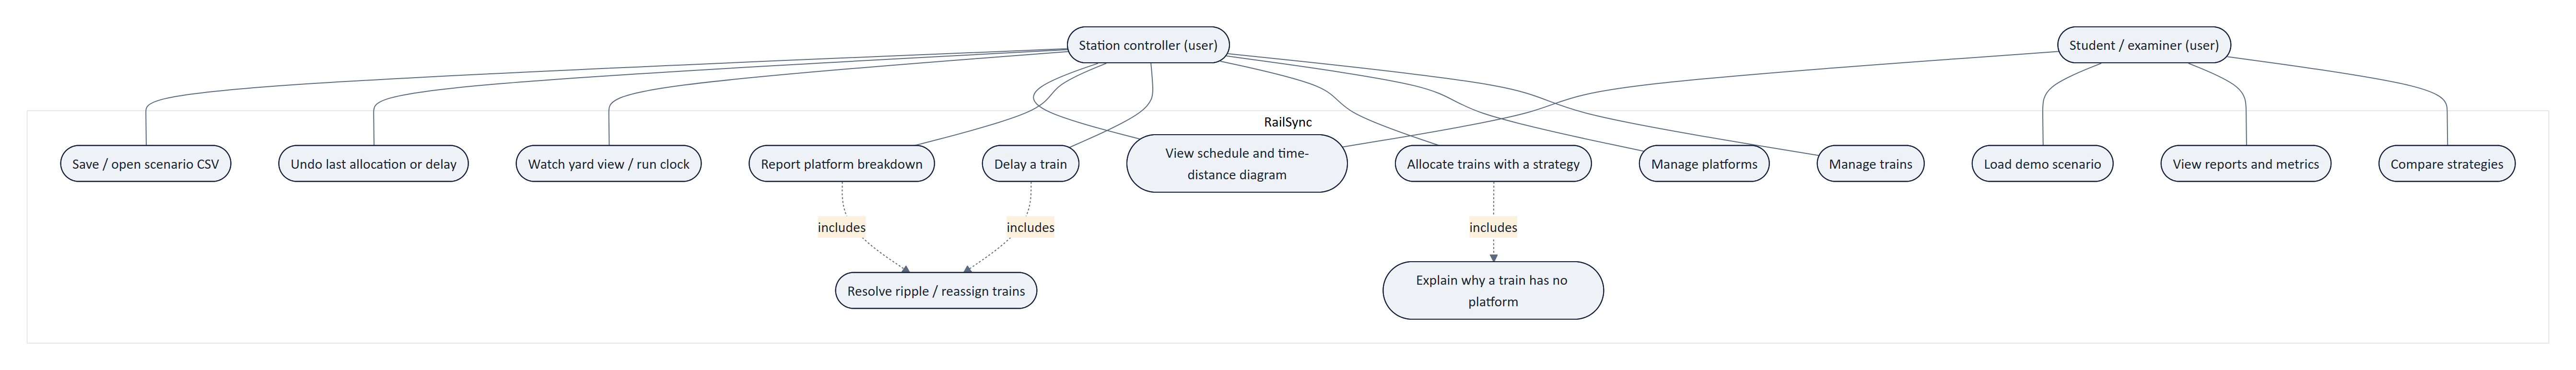 Station controller (user)
Student / examiner (user)
RailSync
Save / open scenario CSV
Undo last allocation or delay
Watch yard view / run clock
Report platform breakdown
Delay a train
View schedule and time-
distance diagram
Allocate trains with a strategy
Manage platforms
Manage trains
Load demo scenario
View reports and metrics
Compare strategies
includes
includes
includes
Resolve ripple / reassign trains
Explain why a train has no
platform